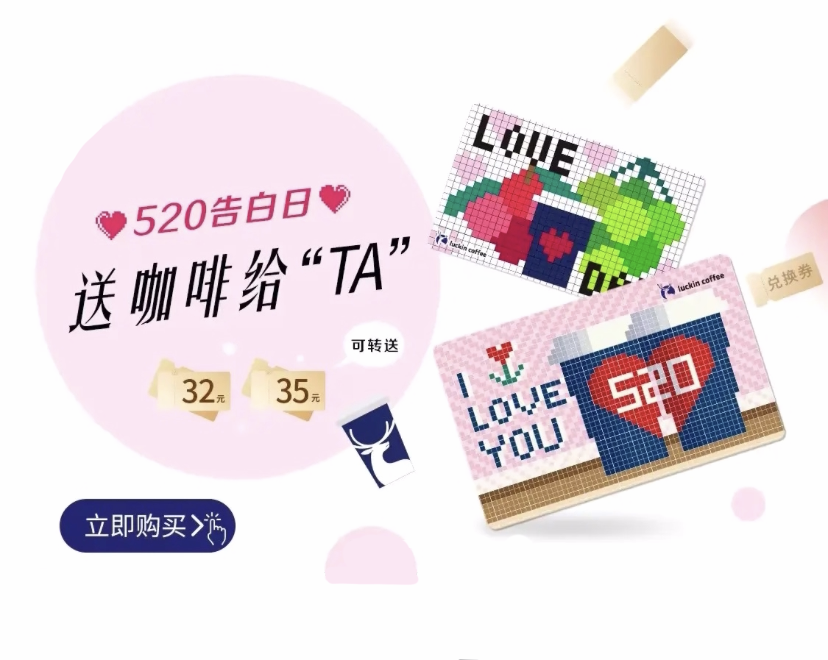 520告白日
送咖啡给“TA”
32元
35元
可转送
立即购买
LOVE
luckin coffee
兑换券
luckin coffee
I
LOVE
YOU
520